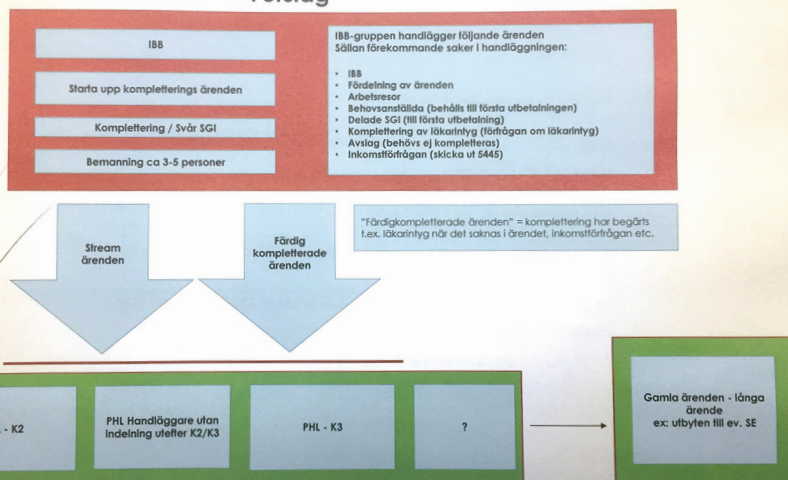 IBB
Starta upp kompletterings ärenden
Komplettering / Svår SGI
Bemanning ca 3-5 personer
IBB-gruppen handlägger följande ärenden
Sällan förekommande saker i handläggningen:
• IBB
• Fördelning av ärenden
• Arbetsresor
• Behovsanställda (behålls till första utbetalningen)
• Delade SGI (till första utbetalning)
• Komplettering av läkarintyg (förfrågan om läkarintyg)
• Avslag (behövs ej kompletteras)
• Inkomstförfrågan (skicka ut 5445)
Stream
ärenden
Färdig
kompletterade
ärenden
"Färdigkompletterade ärenden" = komplettering har begärts
t.ex. läkarintyg när det saknas i ärendet, inkomstförfrågan etc.
- K2
PHL Handläggare utan
indelning utefter K2/K3
PHL - K3
?
Gamla ärenden - långa
ärende
ex: utbyten till ev. SE